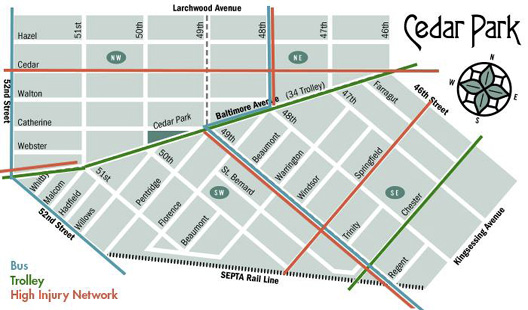 Larchwood Avenue
Cedar Park
51st
50th
49th
48th
47th
46th
Hazel
NW
NE
Cedar
N
W
E
S
52nd Street
Walton
Baltimore Avenue
(34 Trolley)
47th
Farragut
46th Street
Catherine
Cedar Park
Webster
49th
48th
Whitby
Malcom
Hadfield
Willows
51st
50th
Pentridge
Florence
Beaumont
St. Bernard
Beaumont
Warrington
Windsor
Springfield
SW
SE
Chester
Trinity
Regent
Kingsessing Avenue
52nd Street
SEPTA Rail Line
Bus
Trolley
High Injury Network